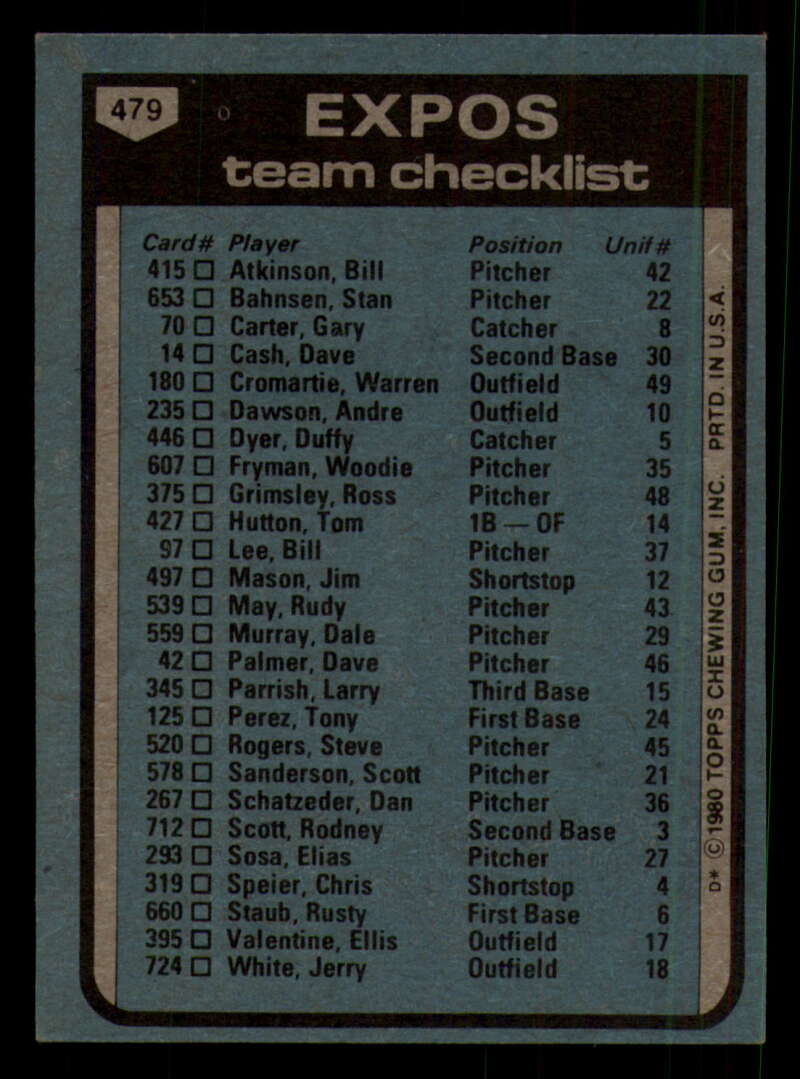 479
EXPOS
team checklist
Card# Player Position Unif#
415 Atkinson, Bill Pitcher 42
653 Bahnsen, Stan Pitcher 22
70 Carter, Gary Catcher 8
14 Cash, Dave Second Base 30
180 Cromartie, Warren Outfield 49
235 Dawson, Andre Outfield 10
446 Dyer, Duffy Catcher 5
607 Fryman, Woodie Pitcher 35
375 Grimsley, Ross Pitcher 48
427 Hutton, Tom 1B — OF 14
97 Lee, Bill Pitcher 37
497 Mason, Jim Shortstop 12
539 May, Rudy Pitcher 43
559 Murray, Dale Pitcher 29
42 Palmer, Dave Pitcher 46
345 Parrish, Larry Third Base 15
125 Perez, Tony First Base 24
520 Rogers, Steve Pitcher 45
578 Sanderson, Scott Pitcher 21
267 Schatzeder, Dan Pitcher 36
712 Scott, Rodney Second Base 3
293 Sosa, Elias Pitcher 27
319 Speier, Chris Shortstop 4
660 Staub, Rusty First Base 6
395 Valentine, Ellis Outfield 17
724 White, Jerry Outfield 18
D* © 1980 TOPPS CHEWING GUM, INC. PRTD. IN U.S.A.